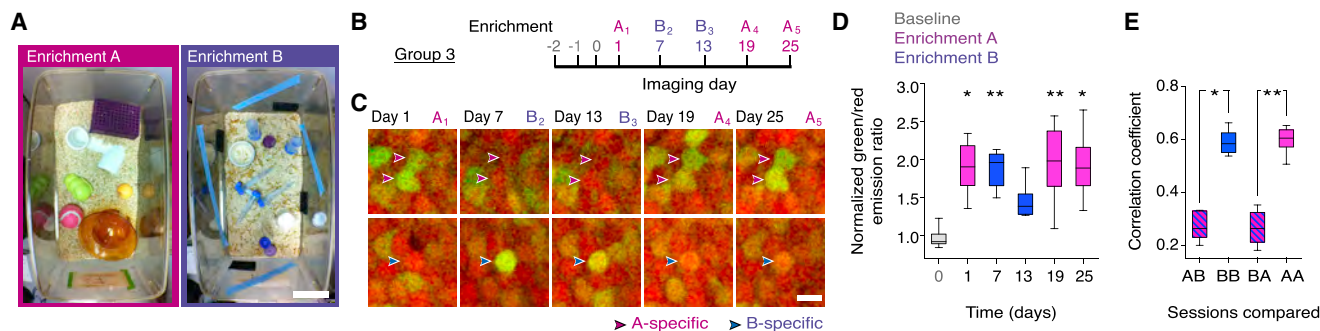 A
Enrichment A
Enrichment B
B
Enrichment A1 B2 B3 A4 A5
Group 3
-2 -1 0 1 7 13 19 25
Imaging day
C
Day 1 A1 Day 7 B2 Day 13 B3 Day 19 A4 Day 25 A5
A-specific B-specific
D
Baseline
Enrichment A
Enrichment B
Normalized green/red
emission ratio
3.0
2.5
2.0
1.5
1.0
* ** ** *
0 1 7 13 19 25
Time (days)
E
Correlation coefficient
0.8
0.6
0.4
0.2
* **
AB BB BA AA
Sessions compared